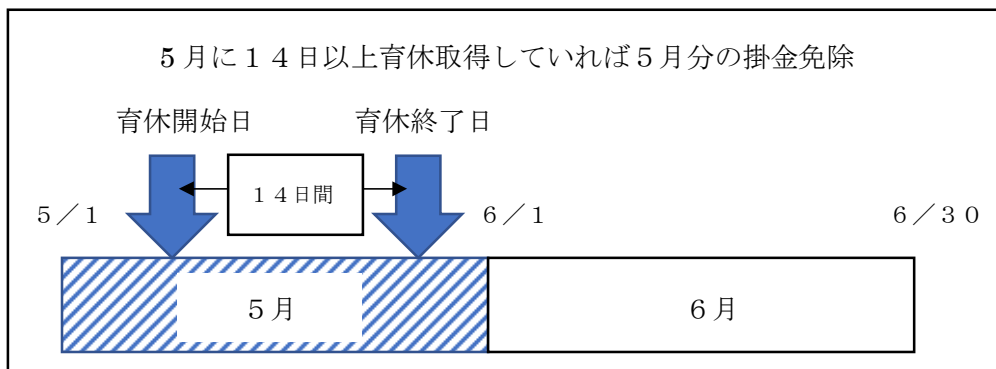 ５月に１４日以上育休取得していれば５月分の掛金免除
育休開始日 育休終了日
１４日間
５／１ ６／１ ６／３０
５月 ６月